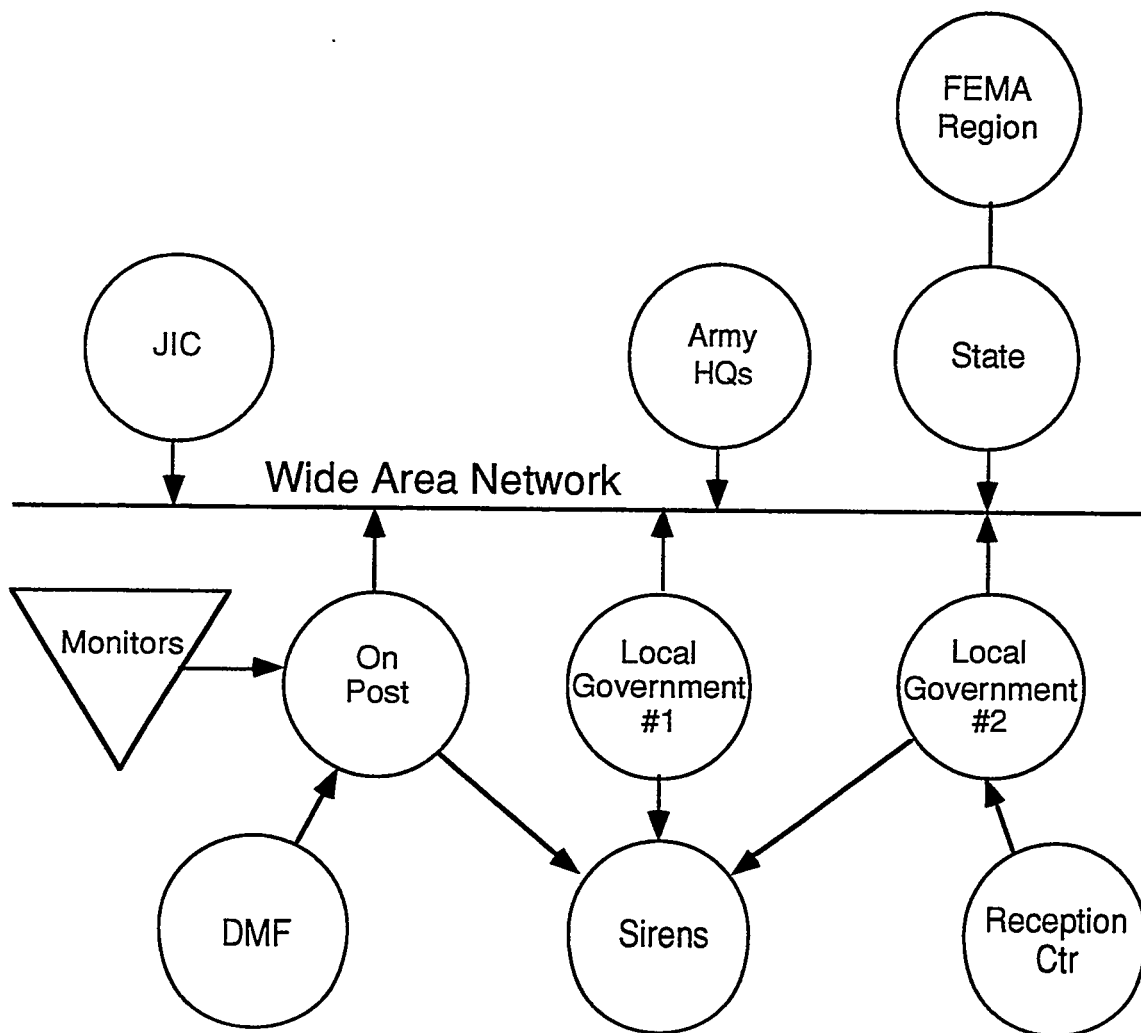 FEMA
Region
JIC
Army
HQs
State
Wide Area Network
Monitors
On
Post
Local
Government
#1
Local
Government
#2
DMF
Sirens
Reception
Ctr